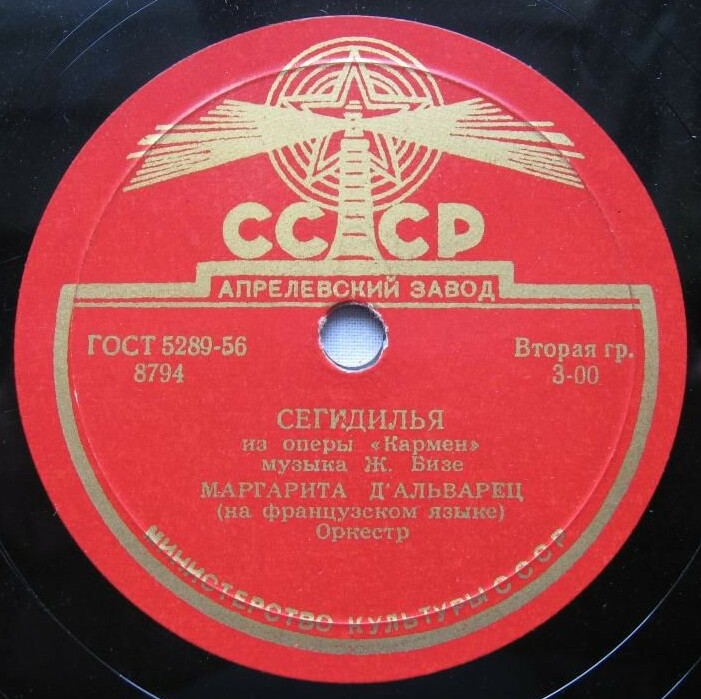 СССР
АПРЕЛЕВСКИЙ ЗАВОД
ГОСТ 5289-56
8794
Вторая гр.
3-00
СЕГИДИЛЬЯ
из оперы «Кармен»
музыка Ж. Бизе
МАРГАРИТА Д'АЛЬВАРЕЦ
(на французском языке)
Оркестр
МИНИСТЕРСТВО КУЛЬТУРЫ СССР